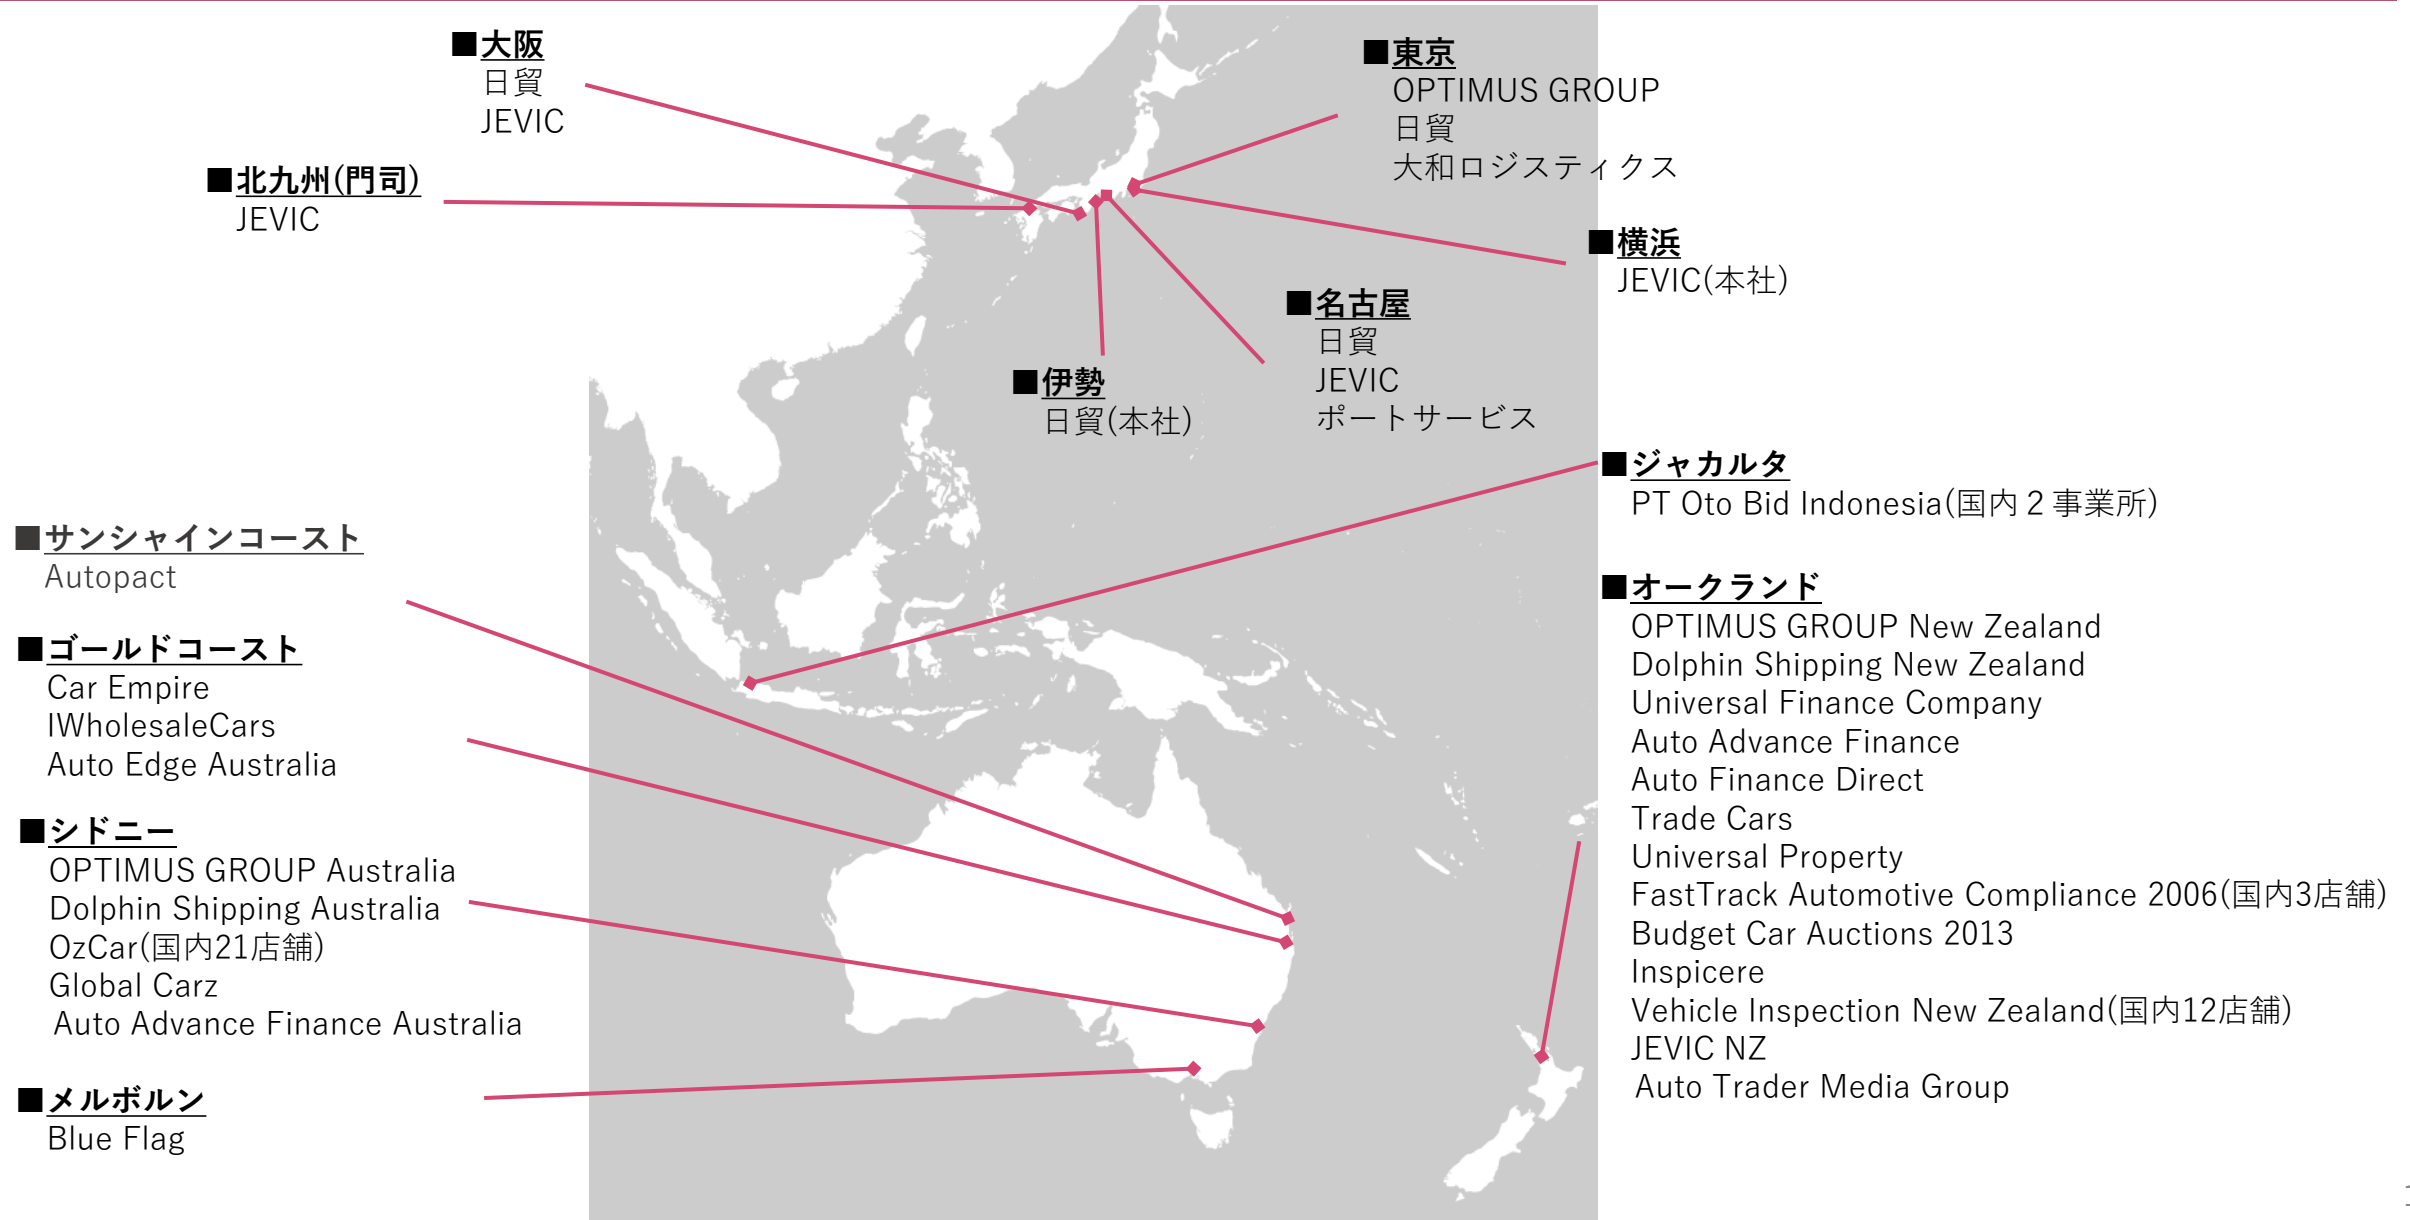 ■大阪
日貿
JEVIC
■東京
OPTIMUS GROUP
日貿
大和ロジスティクス
■北九州(門司)
JEVIC
■横浜
JEVIC(本社)
■名古屋
日貿
JEVIC
ポートサービス
■伊勢
日貿(本社)
■ジャカルタ
PT Oto Bid Indonesia(国内２事業所)
■サンシャインコースト
Autopact
■ゴールドコースト
Car Empire
IWholesaleCars
Auto Edge Australia
■シドニー
OPTIMUS GROUP Australia
Dolphin Shipping Australia
OzCar(国内21店舗)
Global Carz
Auto Advance Finance Australia
■メルボルン
Blue Flag
■オークランド
OPTIMUS GROUP New Zealand
Dolphin Shipping New Zealand
Universal Finance Company
Auto Advance Finance
Auto Finance Direct
Trade Cars
Universal Property
FastTrack Automotive Compliance 2006(国内3店舗)
Budget Car Auctions 2013
Inspicere
Vehicle Inspection New Zealand(国内12店舗)
JEVIC NZ
Auto Trader Media Group